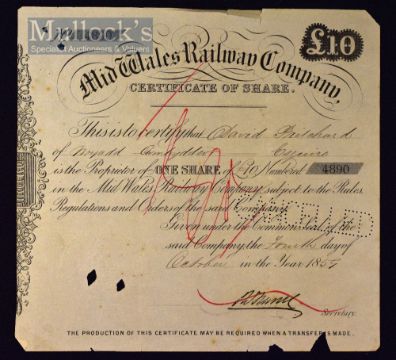 Mullock's
Specialist Auctioneers & Valuers
£10
Mid Wales Railway Company,
CERTIFICATE OF SHARE.
This is to certify that David Pritchard
of Noyadd Esquire
is the Proprietor of ONE SHARE of £10 Numbered 4890
in the Mid Wales Railway Company, subject to the Rules
Regulations and Orders of the said Company.
CANCELLED
Given under the Common Seal of the
said Company, the Fourth day of
October in the Year 1859
Secretary.
THE PRODUCTION OF THIS CERTIFICATE MAY BE REQUIRED WHEN A TRANSFER IS MADE.